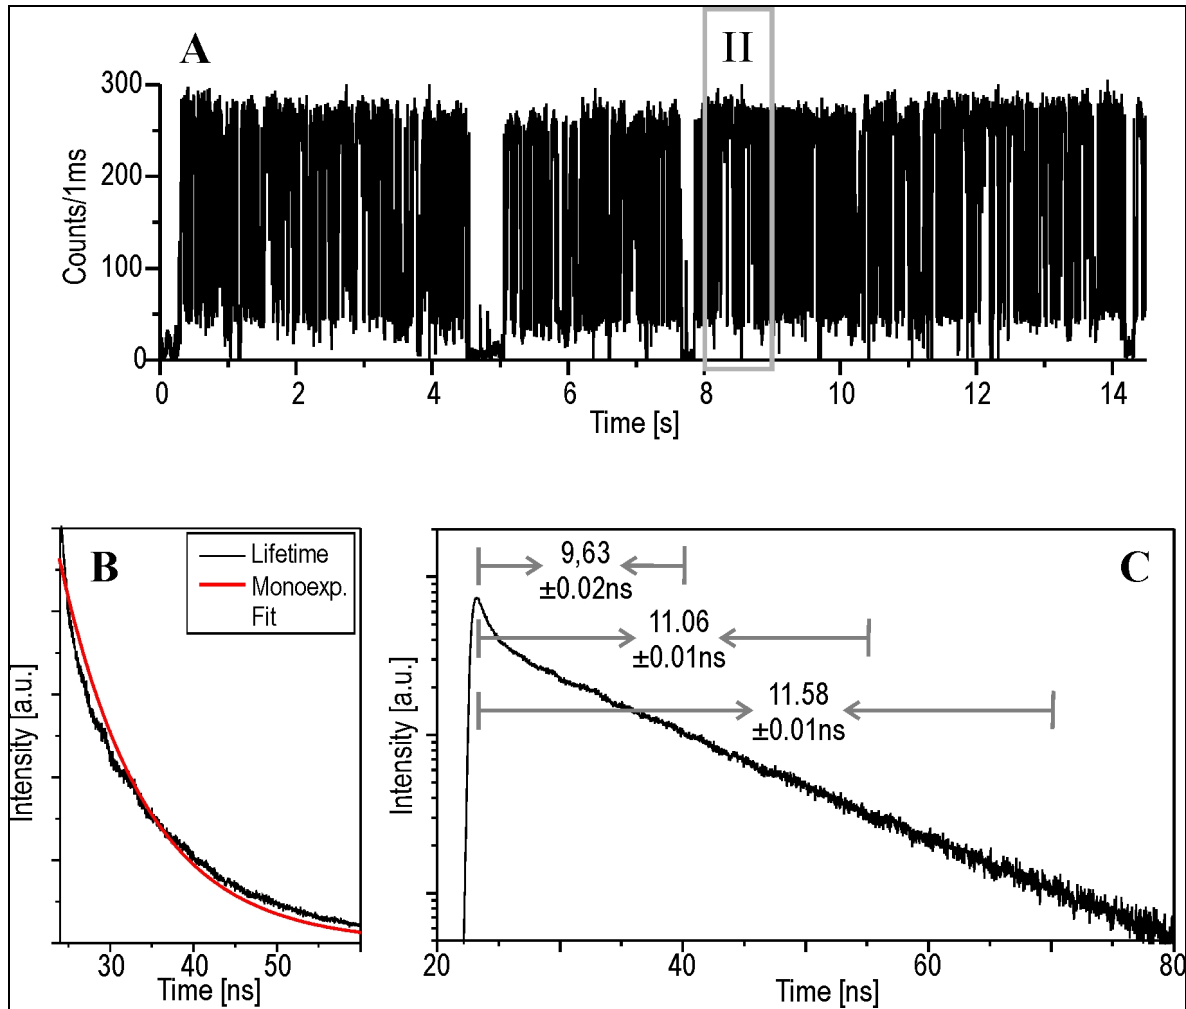 A
II
300
200
100
0
Counts/1ms
0 2 4 6 8 10 12 14
Time [s]
B
Lifetime
Monoexp.
Fit
Intensity [a.u.]
30 40 50
Time [ns]
C
9,63
±0.02ns
11.06
±0.01ns
11.58
±0.01ns
Intensity [a.u.]
20 40 60 80
Time [ns]